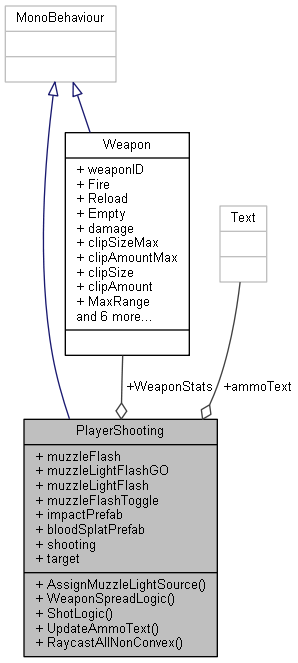 MonoBehaviour
Weapon
+ weaponID
+ Fire
+ Reload
+ Empty
+ damage
+ clipSizeMax
+ clipAmountMax
+ clipSize
+ clipAmount
+ MaxRange
and 6 more...
Text
+WeaponStats
+ammoText
PlayerShooting
+ muzzleFlash
+ muzzleLightFlashGO
+ muzzleLightFlash
+ muzzleFlashToggle
+ impactPrefab
+ bloodSplatPrefab
+ shooting
+ target
+ AssignMuzzleLightSource()
+ WeaponSpreadLogic()
+ ShotLogic()
+ UpdateAmmoText()
+ RaycastAllNonConvex()